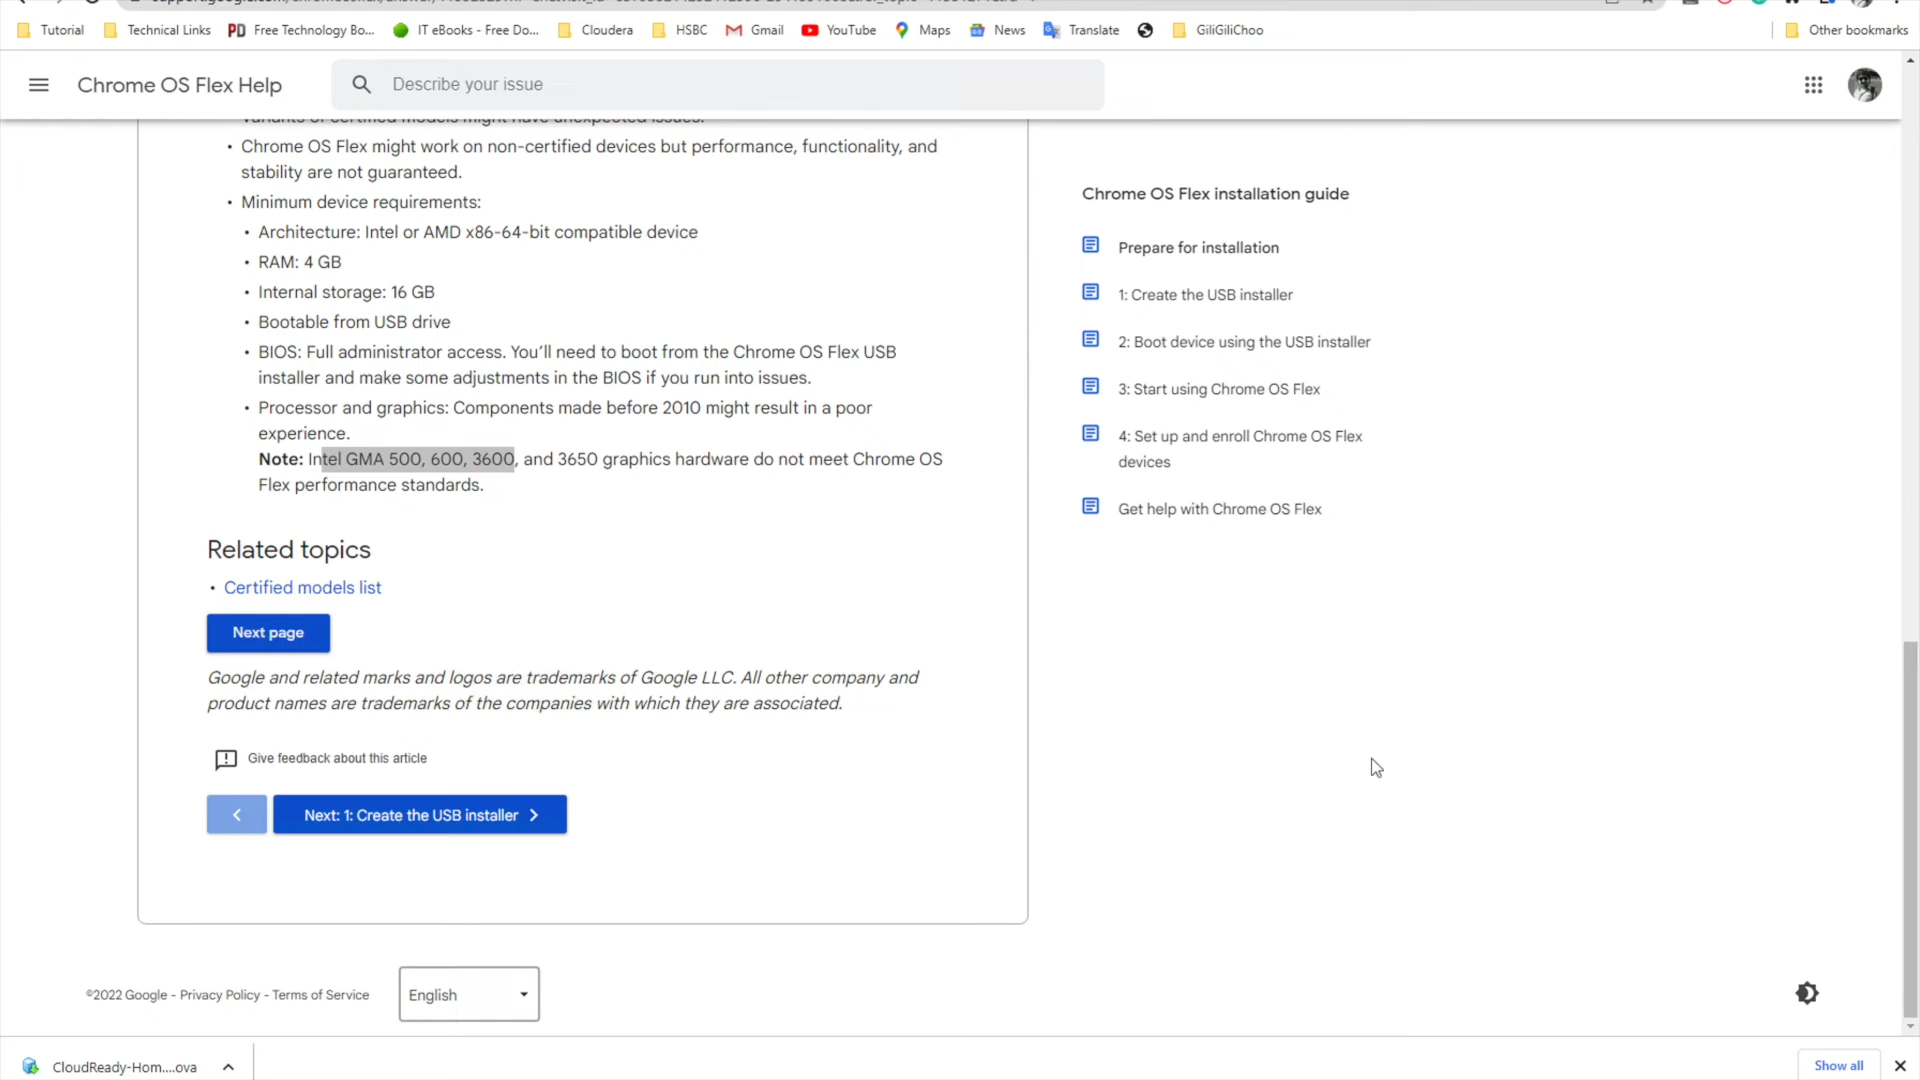 Tutorial
Technical Links
Free Technology Bo...
IT eBooks - Free Do...
Cloudera
HSBC
Gmail
YouTube
Maps
News
Translate
GiliGiliChoo
Other bookmarks
Chrome OS Flex Help
Describe your issue
variants of certified models might have unexpected issues.
• Chrome OS Flex might work on non-certified devices but performance, functionality, and
stability are not guaranteed.
• Minimum device requirements:
• Architecture: Intel or AMD x86-64-bit compatible device
• RAM: 4 GB
• Internal storage: 16 GB
• Bootable from USB drive
• BIOS: Full administrator access. You’ll need to boot from the Chrome OS Flex USB
installer and make some adjustments in the BIOS if you run into issues.
• Processor and graphics: Components made before 2010 might result in a poor
experience.
Note: Intel GMA 500, 600, 3600, and 3650 graphics hardware do not meet Chrome OS
Flex performance standards.
Related topics
• Certified models list
Next page
Google and related marks and logos are trademarks of Google LLC. All other company and
product names are trademarks of the companies with which they are associated.
Give feedback about this article
Next: 1: Create the USB installer
Chrome OS Flex installation guide
Prepare for installation
1: Create the USB installer
2: Boot device using the USB installer
3: Start using Chrome OS Flex
4: Set up and enroll Chrome OS Flex
devices
Get help with Chrome OS Flex
©2022 Google - Privacy Policy - Terms of Service
English
CloudReady-Hom....ova
Show all